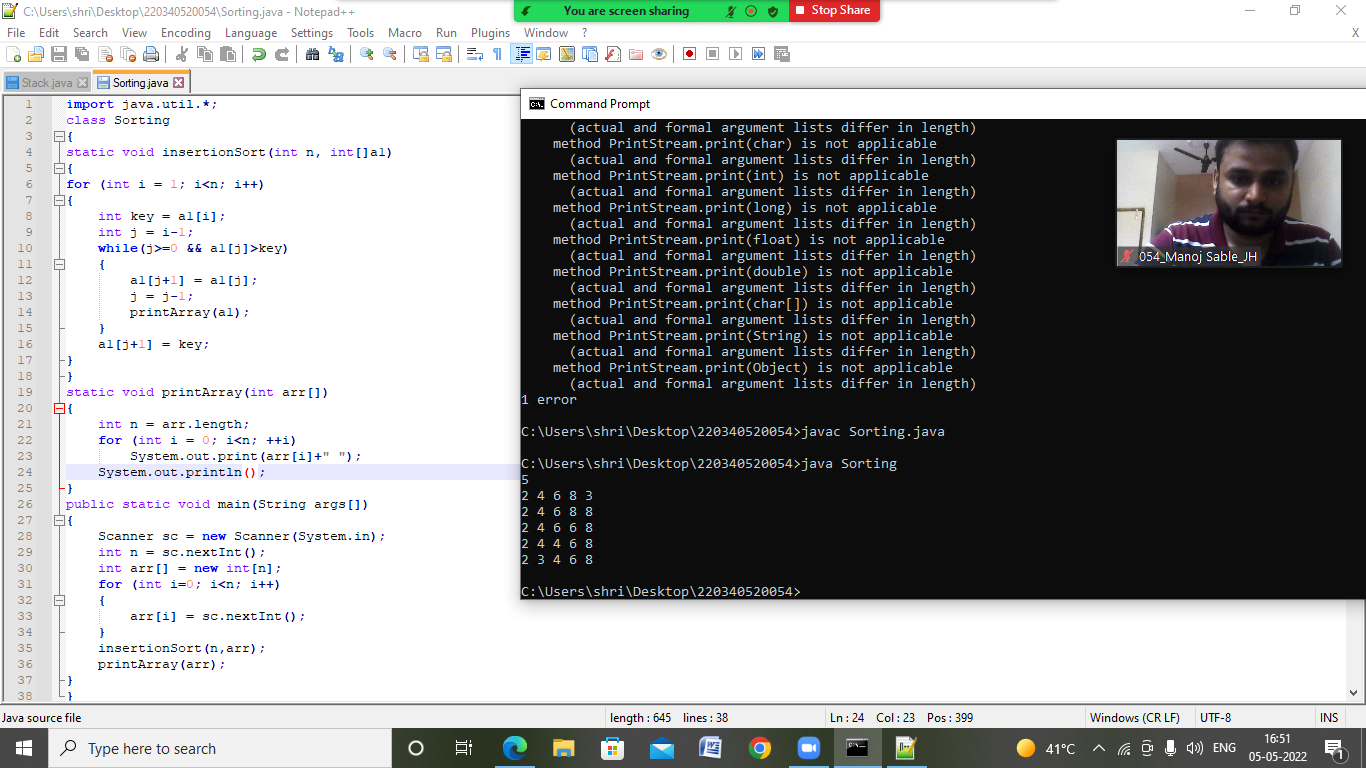 C:\Users\shri\Desktop\220340520054\Sorting.java - Notepad++
You are screen sharing
Stop Share
File Edit Search View Encoding Language Settings Tools Macro Run Plugins Window ?
X
Stack.java
Sorting.java
1 import java.util.*;
2 class Sorting
3 {
4 static void insertionSort(int n, int[]a1)
5 {
6 for (int i = 1; i<n; i++)
7 {
8 int key = a1[i];
9 int j = i-1;
10 while(j>=0 && a1[j]>key)
11 {
12 a1[j+1] = a1[j];
13 j = j-1;
14 printArray(a1);
15 }
16 a1[j+1] = key;
17 }
18 }
19 static void printArray(int arr[])
20 {
21 int n = arr.length;
22 for (int i = 0; i<n; ++i)
23 System.out.print(arr[i]+" ");
24 System.out.println();
25 }
26 public static void main(String args[])
27 {
28 Scanner sc = new Scanner(System.in);
29 int n = sc.nextInt();
30 int arr[] = new int[n];
31 for (int i=0; i<n; i++)
32 {
33 arr[i] = sc.nextInt();
34 }
35 insertionSort(n,arr);
36 printArray(arr);
37 }
38 }
Command Prompt
(actual and formal argument lists differ in length)
method PrintStream.print(char) is not applicable
(actual and formal argument lists differ in length)
method PrintStream.print(int) is not applicable
(actual and formal argument lists differ in length)
method PrintStream.print(long) is not applicable
(actual and formal argument lists differ in length)
method PrintStream.print(float) is not applicable
(actual and formal argument lists differ in length)
method PrintStream.print(double) is not applicable
(actual and formal argument lists differ in length)
method PrintStream.print(char[]) is not applicable
(actual and formal argument lists differ in length)
method PrintStream.print(String) is not applicable
(actual and formal argument lists differ in length)
method PrintStream.print(Object) is not applicable
(actual and formal argument lists differ in length)
1 error
C:\Users\shri\Desktop\220340520054>javac Sorting.java
C:\Users\shri\Desktop\220340520054>java Sorting
5
2 4 6 8 3
2 4 6 8 8
2 4 6 6 8
2 4 4 6 8
2 3 4 6 8
C:\Users\shri\Desktop\220340520054>
054_Manoj Sable_JH
Java source file
length : 645 lines : 38
Ln : 24 Col : 23 Pos : 399
Windows (CR LF)
UTF-8
INS
Type here to search
41°C
ENG
16:51
05-05-2022
1